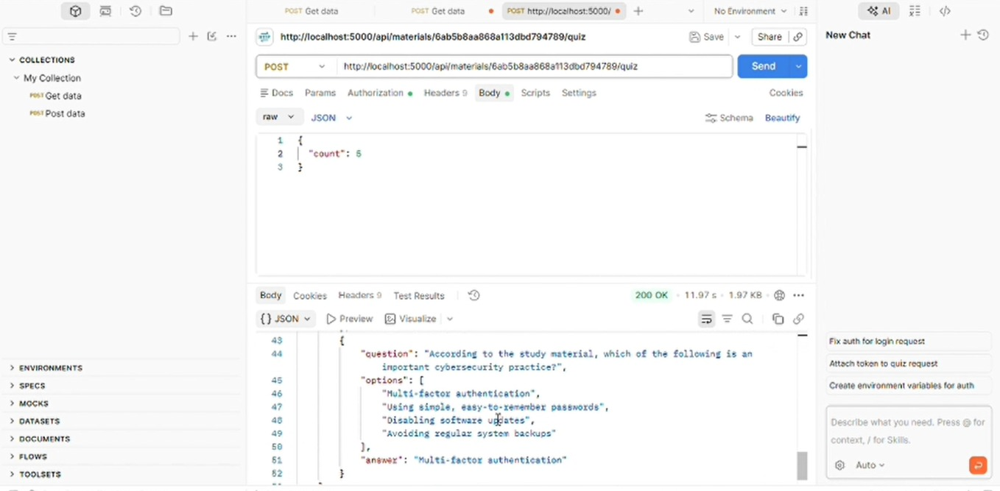 POST Get data
POST Get data
POST http://localhost:5000/
No Environment
AI
http://localhost:5000/api/materials/6ab5b8aa868a113dbd794789/quiz
Save
Share
New Chat
COLLECTIONS
My Collection
POST Get data
POST Post data
POST
http://localhost:5000/api/materials/6ab5b8aa868a113dbd794789/quiz
Send
Docs
Params
Authorization
Headers 9
Body
Scripts
Settings
Cookies
raw
JSON
Schema
Beautify
1 {
2 "count": 5
3 }
Body
Cookies
Headers 9
Test Results
200 OK
11.97 s
1.97 KB
{} JSON
Preview
Visualize
43 {
44 "question": "According to the study material, which of the following is an
important cybersecurity practice?",
45 "options": [
46 "Multi-factor authentication",
47 "Using simple, easy-to-remember passwords",
48 "Disabling software updates",
49 "Avoiding regular system backups"
50 ],
51 "answer": "Multi-factor authentication"
52 }
ENVIRONMENTS
SPECS
MOCKS
DATASETS
DOCUMENTS
FLOWS
TOOLSETS
Fix auth for login request
Attach token to quiz request
Create environment variables for auth
Describe what you need. Press @ for
context, / for Skills.
Auto